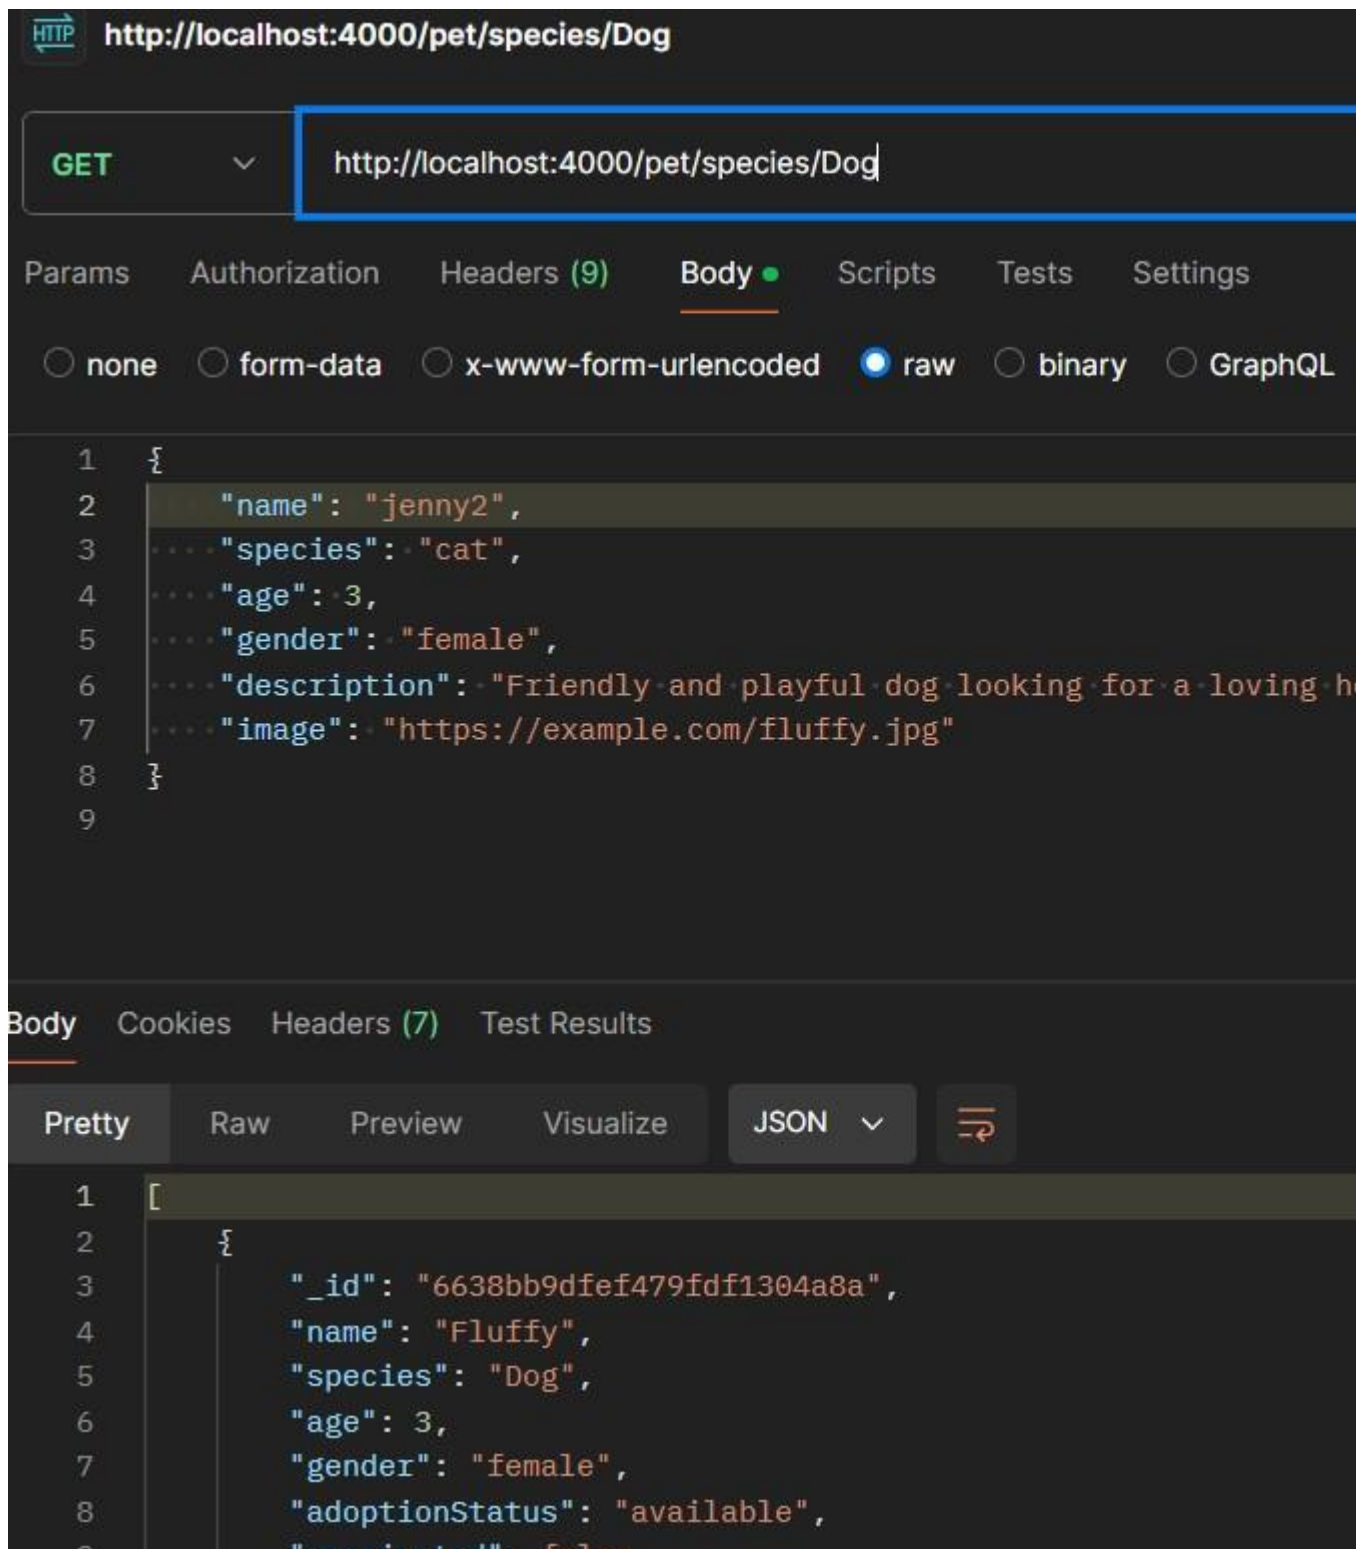 HTTP http://localhost:4000/pet/species/Dog
GET http://localhost:4000/pet/species/Dog
Params Authorization Headers (9) Body Scripts Tests Settings
none form-data x-www-form-urlencoded raw binary GraphQL
1 {
2 "name": "jenny2",
3 "species": "cat",
4 "age": 3,
5 "gender": "female",
6 "description": "Friendly and playful dog looking for a loving h
7 "image": "https://example.com/fluffy.jpg"
8 }
9
Body Cookies Headers (7) Test Results
Pretty Raw Preview Visualize JSON
1 [
2 {
3 "_id": "6638bb9dfef479fdf1304a8a",
4 "name": "Fluffy",
5 "species": "Dog",
6 "age": 3,
7 "gender": "female",
8 "adoptionStatus": "available",